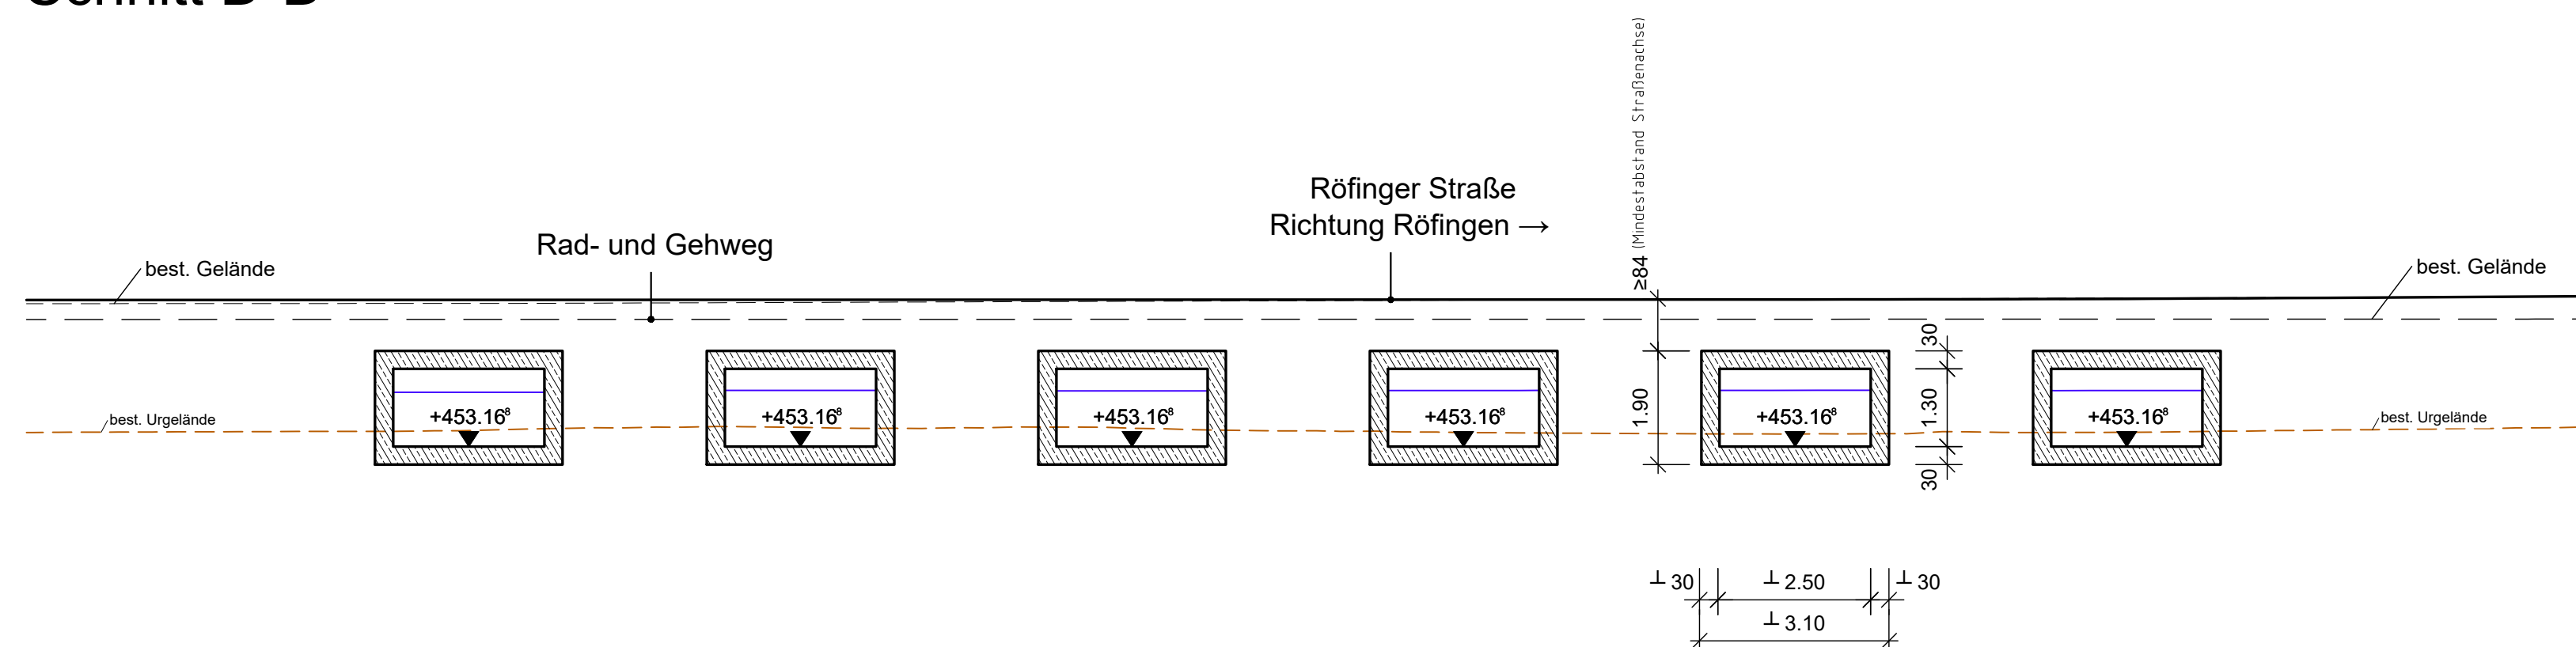 ≥84 (Mindestabstand Straßenachse)
Röfinger Straße
Richtung Röfingen →
Rad- und Gehweg
best. Gelände
best. Gelände
30
1.90
1.30
30
best. Urgelände
+453.16⁸
+453.16⁸
+453.16⁸
+453.16⁸
+453.16⁸
+453.16⁸
best. Urgelände
⊥ 30
⊥ 2.50
⊥ 30
⊥ 3.10